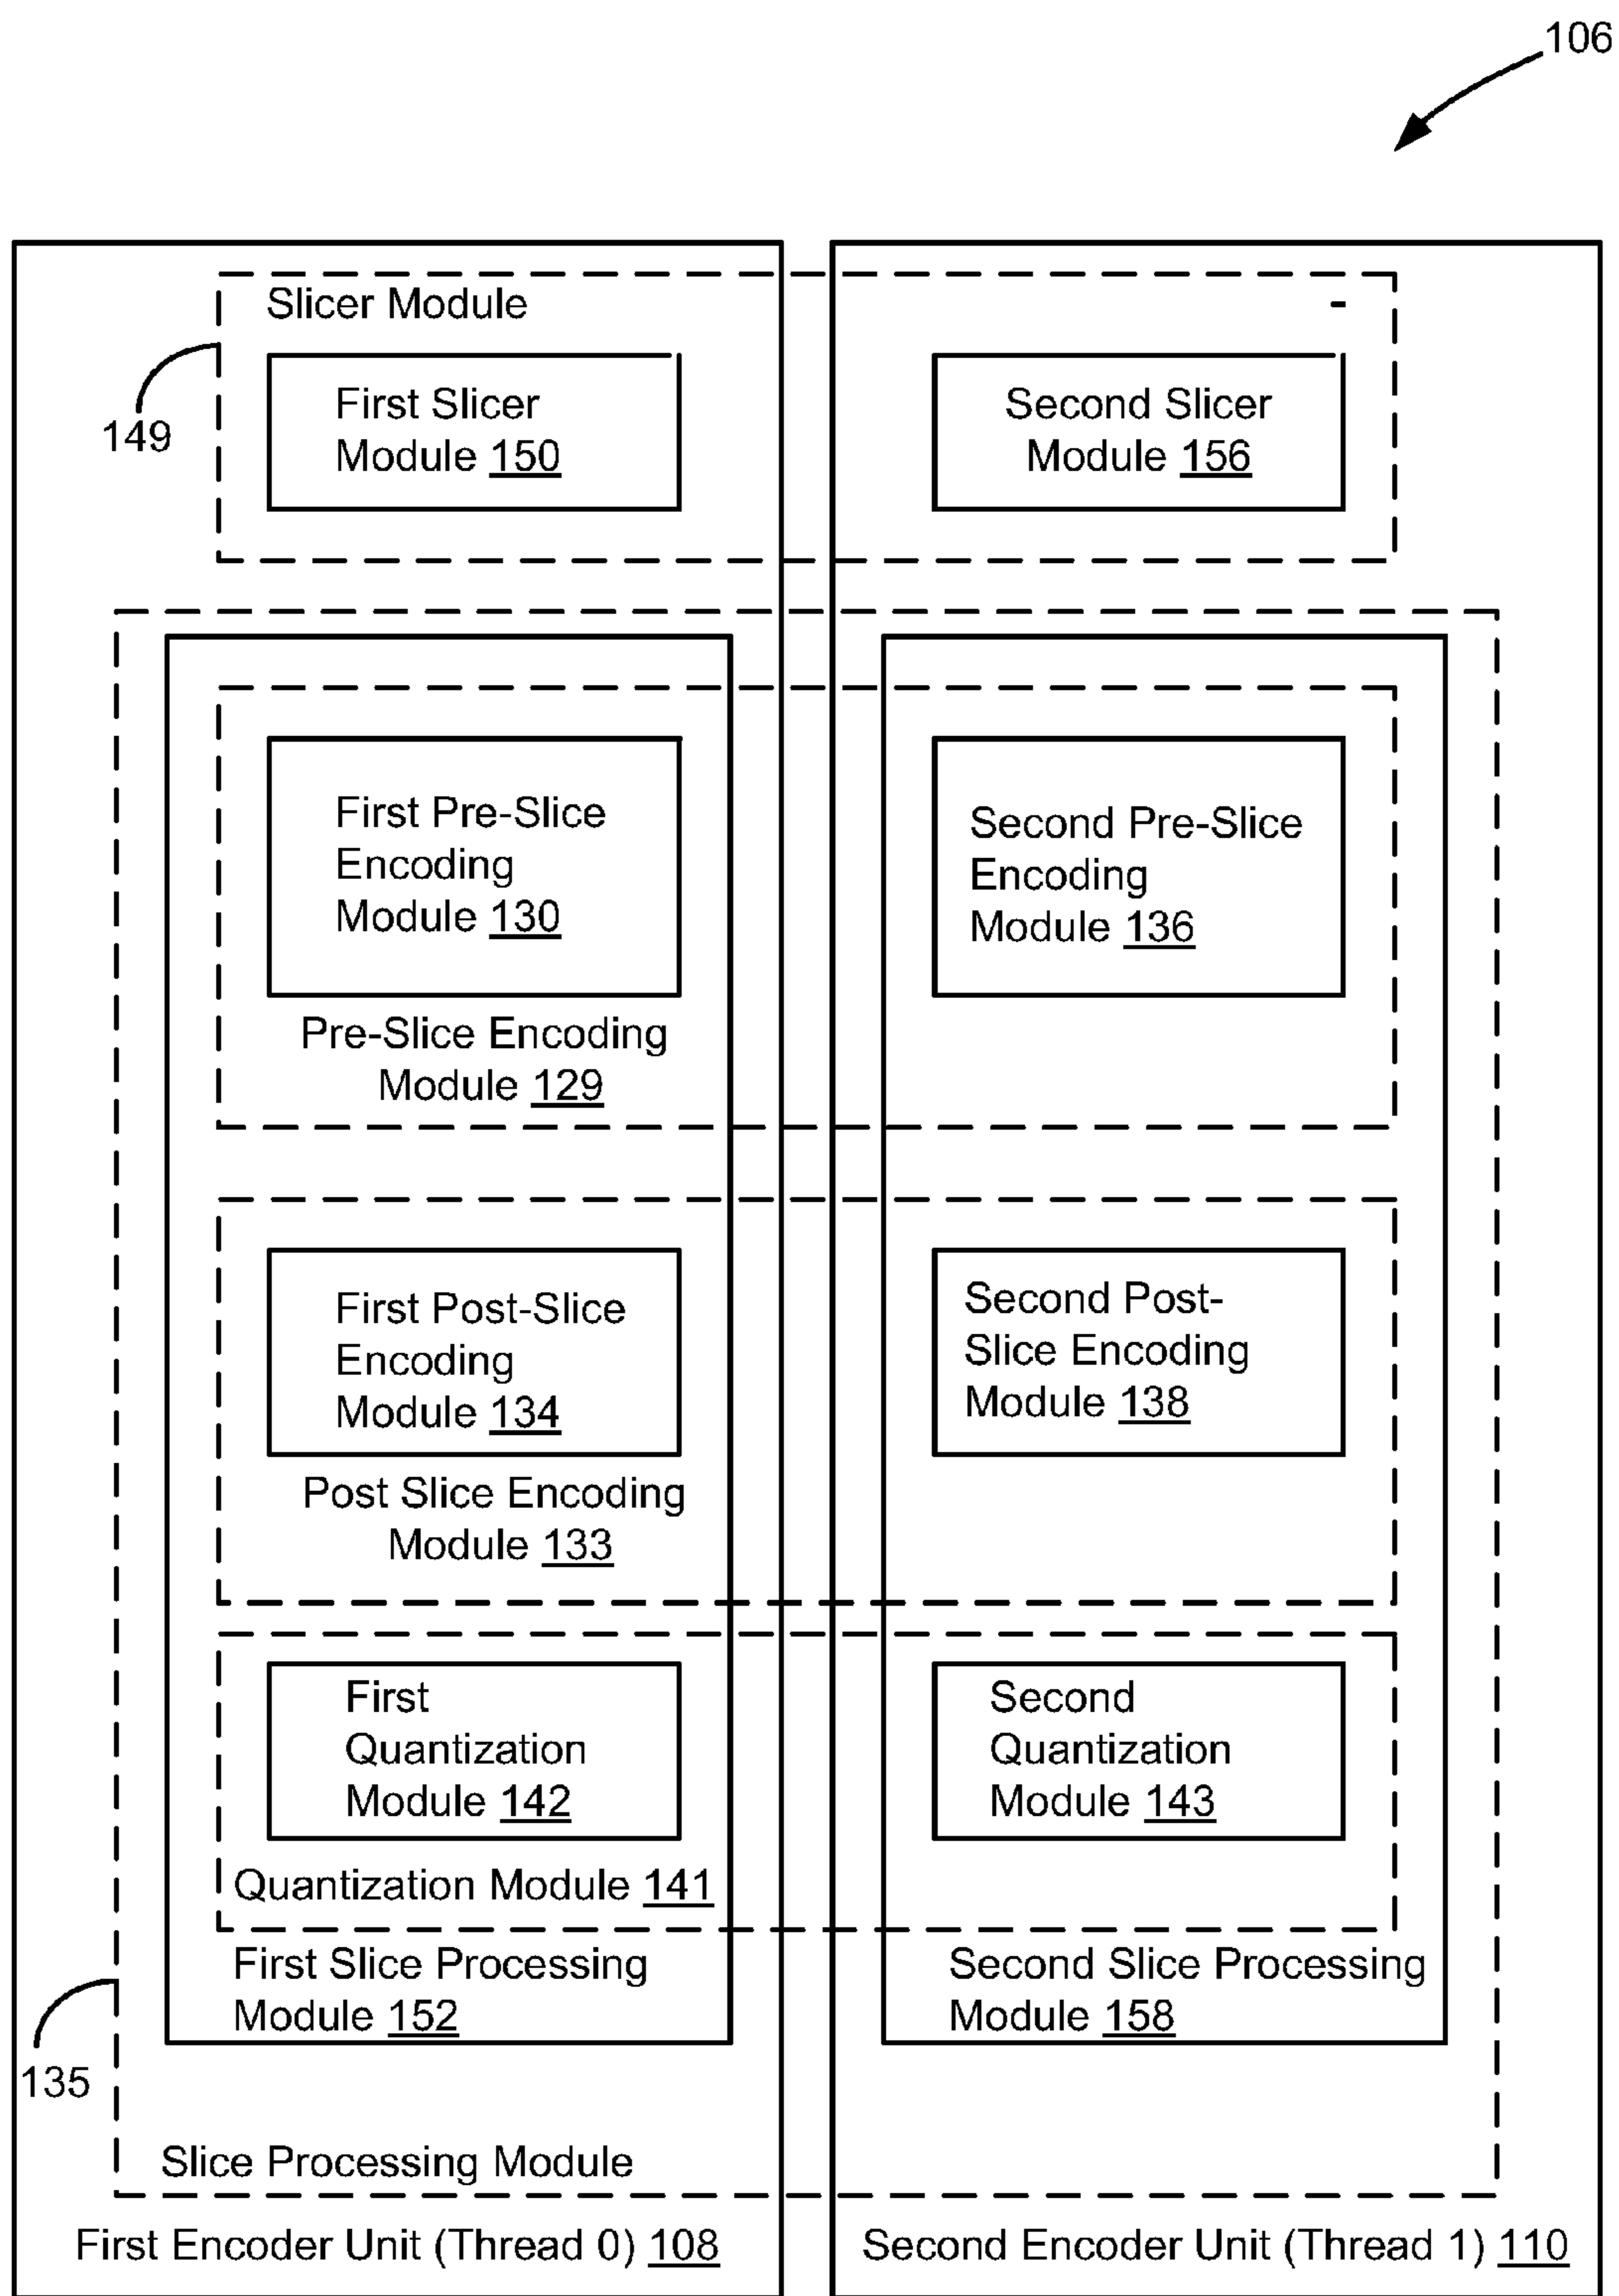 106
Slicer Module
-
First Slicer
Module 150
Second Slicer
Module 156
149
First Pre-Slice
Encoding
Module 130
Second Pre-Slice
Encoding
Module 136
Pre-Slice Encoding
Module 129
First Post-Slice
Encoding
Module 134
Second Post-
Slice Encoding
Module 138
Post Slice Encoding
Module 133
First
Quantization
Module 142
Second
Quantization
Module 143
Quantization Module 141
First Slice Processing
Module 152
Second Slice Processing
Module 158
135
Slice Processing Module
First Encoder Unit (Thread 0) 108
Second Encoder Unit (Thread 1) 110